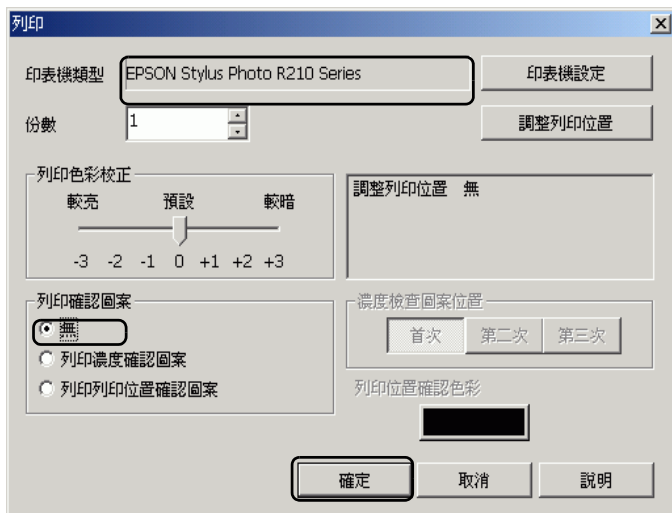 列印
印表機類型 EPSON Stylus Photo R210 Series 印表機設定
份數 1 調整列印位置
列印色彩校正
較亮 預設 較暗
-3 -2 -1 0 +1 +2 +3
調整列印位置 無
列印確認圖案
無
列印濃度確認圖案
列印列印位置確認圖案
濃度檢查圖案位置
首次 第二次 第三次
列印位置確認色彩
確定 取消 說明